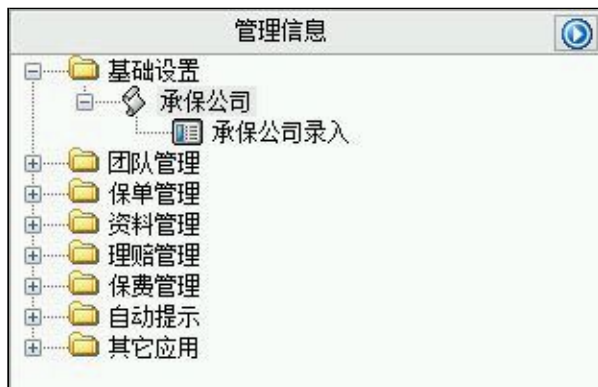 管理信息
基础设置
承保公司
承保公司录入
团队管理
保单管理
资料管理
理赔管理
保费管理
自动提示
其它应用